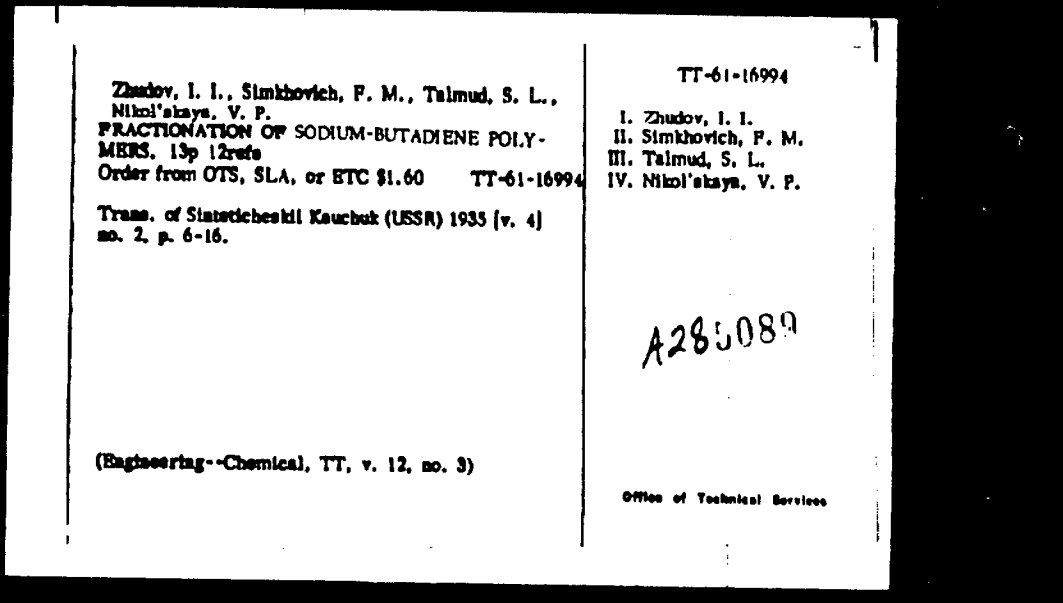 Zhudov, I. I., Simkhovich, F. M., Talmud, S. L.,
Nikol'skaya, V. P.
FRACTIONATION OF SODIUM-BUTADIENE POLY-
MERS. 13p 12refs
Order from OTS, SLA, or ETC $1.60 TT-61-16994
Trans. of Sinteticheskii Kauchuk (USSR) 1935 [v. 4]
no. 2, p. 6-16.
(Engineering--Chemical, TT, v. 12, no. 3)
TT-61-16994
I. Zhudov, I. I.
II. Simkhovich, F. M.
III. Talmud, S. L.
IV. Nikol'skaya, V. P.
Office of Technical Services